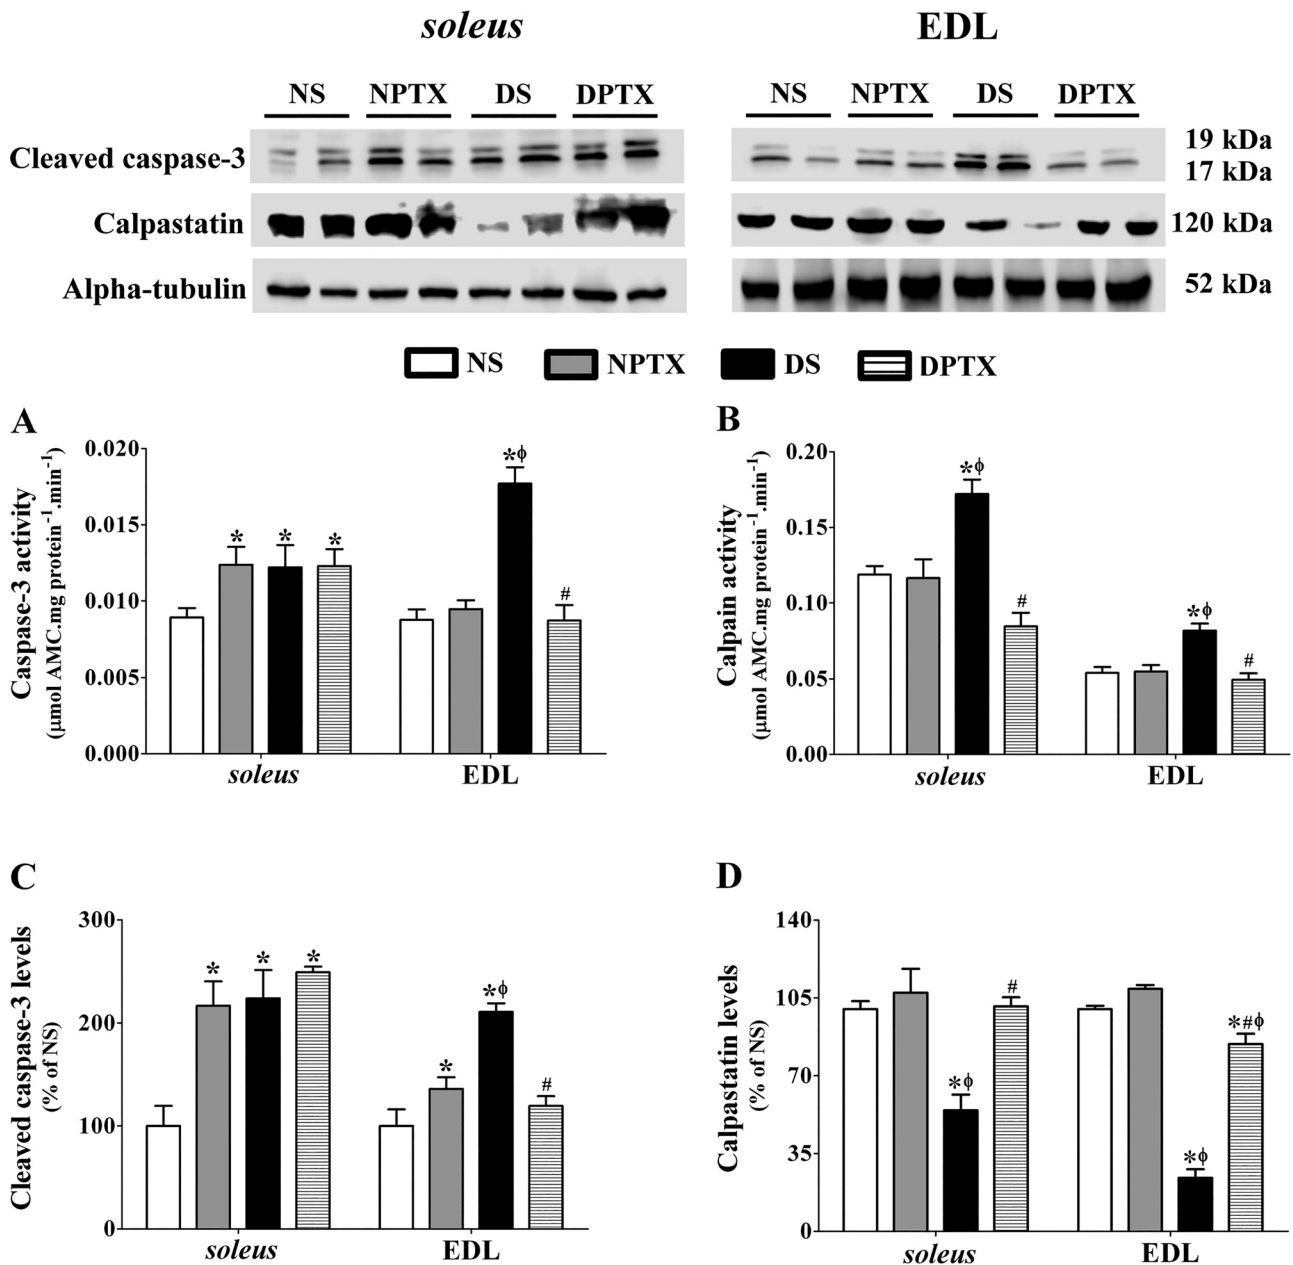 soleus EDL
NS NPTX DS DPTX NS NPTX DS DPTX
Cleaved caspase-3 19 kDa
17 kDa
Calpastatin 120 kDa
Alpha-tubulin 52 kDa
NS NPTX DS DPTX
A
Caspase-3 activity
(μmol AMC.mg protein⁻¹.min⁻¹)
0.020
0.015
0.010
0.005
0.000
* * * *ϕ #
soleus EDL
B
Calpain activity
(μmol AMC.mg protein⁻¹.min⁻¹)
0.20
0.15
0.10
0.05
0.00
*ϕ # *ϕ #
soleus EDL
C
Cleaved caspase-3 levels
(% of NS)
300
200
100
0
* * * * *ϕ #
soleus EDL
D
Calpastatin levels
(% of NS)
140
105
70
35
0
*ϕ # *ϕ *#ϕ
soleus EDL